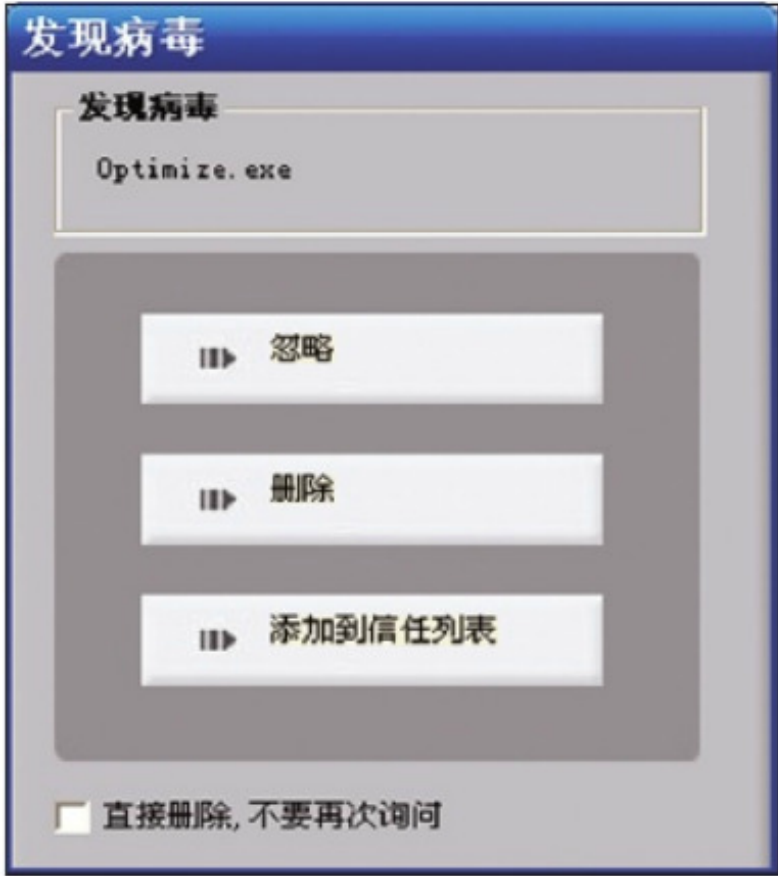 发现病毒
发现病毒
Optimize.exe
忽略
删除
添加到信任列表
直接删除,不要再次询问